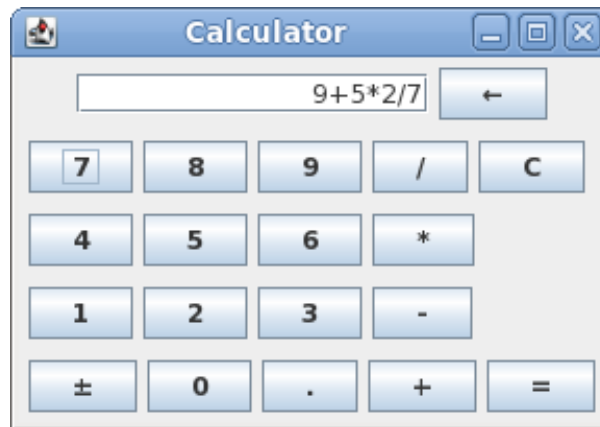 Calculator
9+5*2/7 ←
7 8 9 / C
4 5 6 *
1 2 3 -
± 0 . + =